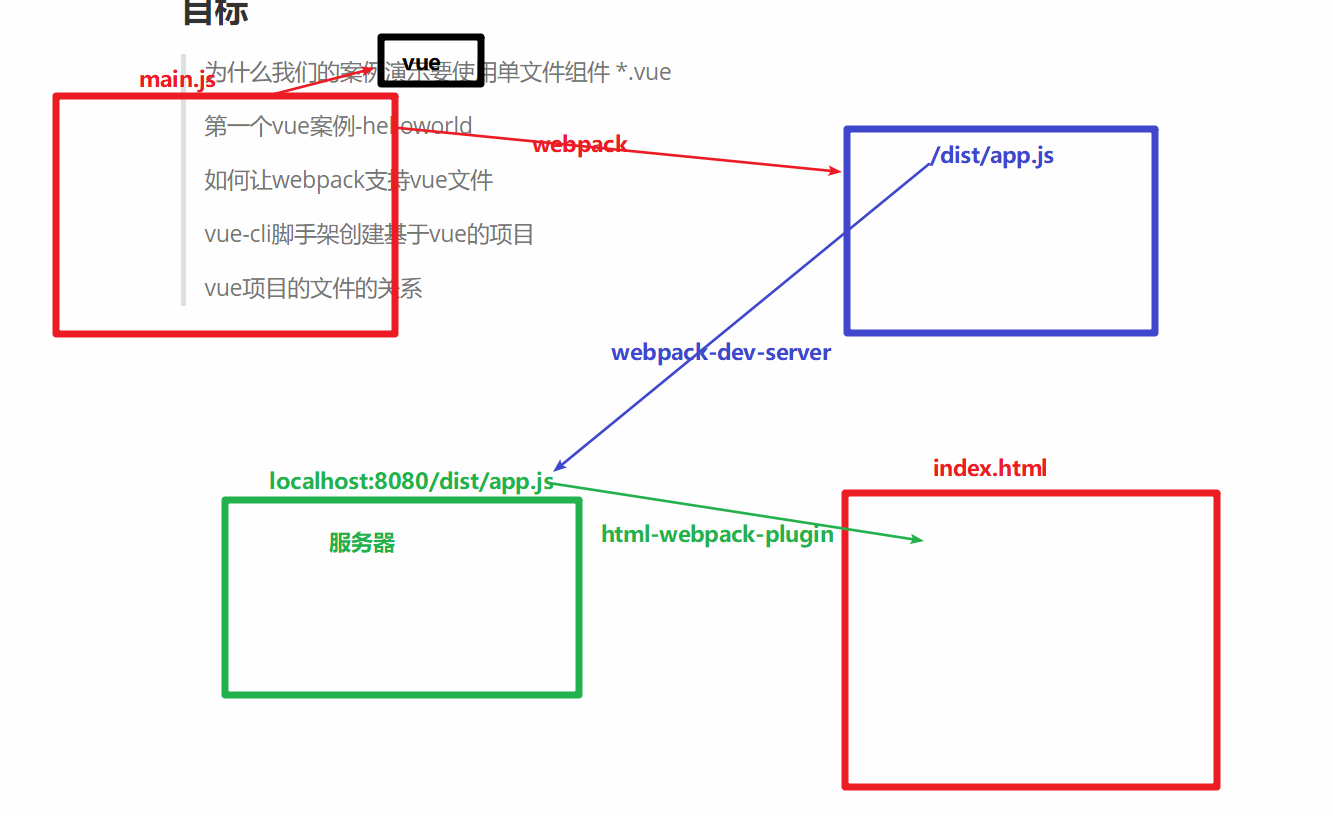 目标
vue
为什么我们的案例演示要使用单文件组件 *.vue
main.js
第一个vue案例-helloworld
webpack
/dist/app.js
如何让webpack支持vue文件
vue-cli脚手架创建基于vue的项目
vue项目的文件的关系
webpack-dev-server
index.html
localhost:8080/dist/app.js
html-webpack-plugin
服务器